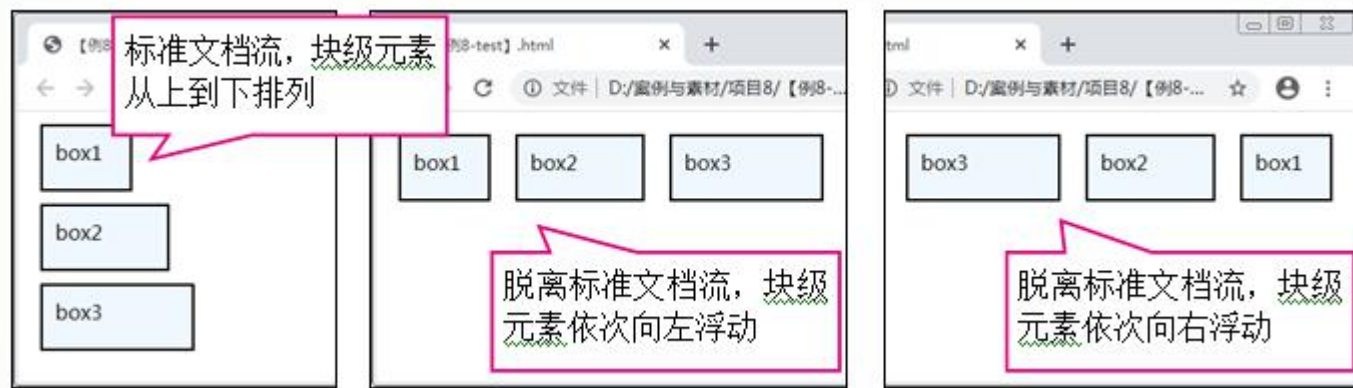 【例8
标准文档流，块级元素
从上到下排列
box1
box2
box3
例8-test】.html
文件 | D:/案例与素材/项目8/【例8-...
box1 box2 box3
脱离标准文档流，块级
元素依次向左浮动
html
文件 | D:/案例与素材/项目8/【例8-...
box3 box2 box1
脱离标准文档流，块级
元素依次向右浮动